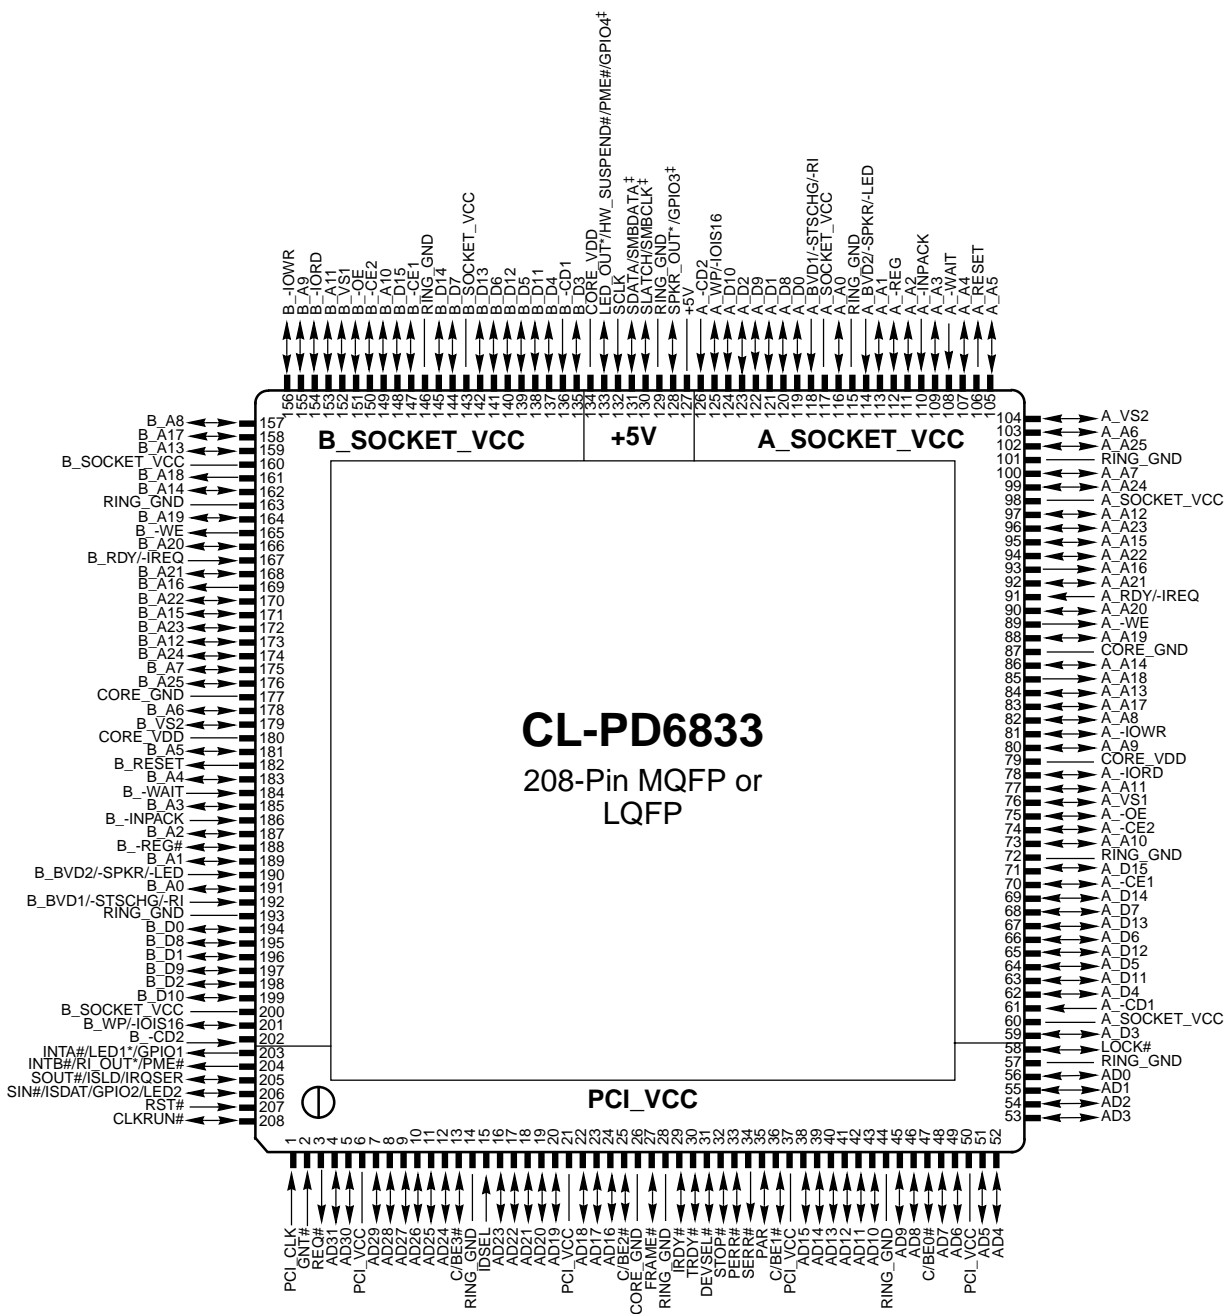 B_-IOWR
B_A9
B_-IORD
B_A11
B_VS1
B_-OE
B_-CE2
B_A10
B_D15
B_-CE1
RING_GND
B_D14
B_D7
B_SOCKET_VCC
B_D13
B_D6
B_D12
B_D5
B_D11
B_D4
B_-CD1
B_D3
CORE_VDD
LED_OUT*/HW_SUSPEND#/PME#/GPIO4‡
SCLK
SDATA/SMBDATA‡
SLATCH/SMBCLK‡
RING_GND
SPKR_OUT*/GPIO3‡
+5V
A_-CD2
A_WP/-IOIS16
A_D10
A_D2
A_D9
A_D1
A_D8
A_D0
A_BVD1/-STSCHG/-RI
A_SOCKET_VCC
A_A0
RING_GND
A_BVD2/-SPKR/-LED
A_A1
A_-REG
A_A2
A_-INPACK
A_A3
A_-WAIT
A_A4
A_RESET
A_A5
156 155 154 153 152 151 150 149 148 147 146 145 144 143 142 141 140 139 138 137 136 135 134 133 132 131 130 129 128 127 126 125 124 123 122 121 120 119 118 117 116 115 114 113 112 111 110 109 108 107 106 105
B_SOCKET_VCC +5V A_SOCKET_VCC
B_A8 157
B_A17 158
B_A13 159
B_SOCKET_VCC 160
B_A18 161
B_A14 162
RING_GND 163
B_A19 164
B_-WE 165
B_A20 166
B_RDY/-IREQ 167
B_A21 168
B_A16 169
B_A22 170
B_A15 171
B_A23 172
B_A12 173
B_A24 174
B_A7 175
B_A25 176
CORE_GND 177
B_A6 178
B_VS2 179
CORE_VDD 180
B_A5 181
B_RESET 182
B_A4 183
B_-WAIT 184
B_A3 185
B_-INPACK 186
B_A2 187
B_-REG# 188
B_A1 189
B_BVD2/-SPKR/-LED 190
B_A0 191
B_BVD1/-STSCHG/-RI 192
RING_GND 193
B_D0 194
B_D8 195
B_D1 196
B_D9 197
B_D2 198
B_D10 199
B_SOCKET_VCC 200
B_WP/-IOIS16 201
B_-CD2 202
INTA#/LED1*/GPIO1 203
INTB#/RI_OUT*/PME# 204
SOUT#/ISLD/IRQSER 205
SIN#/ISDAT/GPIO2/LED2 206
RST# 207
CLKRUN# 208
CL-PD6833
208-Pin MQFP or
LQFP
104 A_VS2
103 A_A6
102 A_A25
101 RING_GND
100 A_A7
99 A_A24
98 A_SOCKET_VCC
97 A_A12
96 A_A23
95 A_A15
94 A_A22
93 A_A16
92 A_A21
91 A_RDY/-IREQ
90 A_A20
89 A_-WE
88 A_A19
87 CORE_GND
86 A_A14
85 A_A18
84 A_A13
83 A_A17
82 A_A8
81 A_-IOWR
80 A_A9
79 CORE_VDD
78 A_-IORD
77 A_A11
76 A_VS1
75 A_-OE
74 A_-CE2
73 A_A10
72 RING_GND
71 A_D15
70 A_-CE1
69 A_D14
68 A_D7
67 A_D13
66 A_D6
65 A_D12
64 A_D5
63 A_D11
62 A_D4
61 A_-CD1
60 A_SOCKET_VCC
59 A_D3
58 LOCK#
57 RING_GND
56 AD0
55 AD1
54 AD2
53 AD3
PCI_VCC
1 2 3 4 5 6 7 8 9 10 11 12 13 14 15 16 17 18 19 20 21 22 23 24 25 26 27 28 29 30 31 32 33 34 35 36 37 38 39 40 41 42 43 44 45 46 47 48 49 50 51 52
PCI_CLK
GNT#
REQ#
AD31
AD30
PCI_VCC
AD29
AD28
AD27
AD26
AD25
AD24
C/BE3#
RING_GND
IDSEL
AD23
AD22
AD21
AD20
AD19
PCI_VCC
AD18
AD17
AD16
C/BE2#
CORE_GND
FRAME#
RING_GND
IRDY#
TRDY#
DEVSEL#
STOP#
PERR#
SERR#
PAR
C/BE1#
PCI_VCC
AD15
AD14
AD13
AD12
AD11
AD10
RING_GND
AD9
AD8
C/BE0#
AD7
AD6
PCI_VCC
AD5
AD4